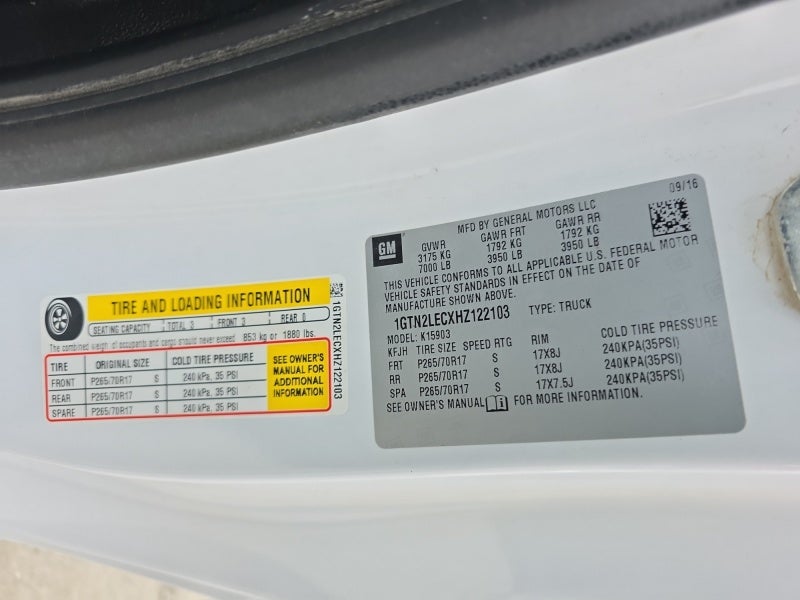 TIRE AND LOADING INFORMATION
SEATING CAPACITY TOTAL 3 FRONT 3 REAR 0
The combined weight of occupants and cargo should never exceed 853 kg or 1880 lbs.
TIRE ORIGINAL SIZE COLD TIRE PRESSURE
FRONT P265/70R17 S 240 kPa, 35 PSI
REAR P265/70R17 S 240 kPa, 35 PSI
SPARE P265/70R17 S 240 kPa, 35 PSI
SEE OWNER'S
MANUAL FOR
ADDITIONAL
INFORMATION
1GTN2LECXHZ122103
GM
MFD BY GENERAL MOTORS LLC
09/16
GVWR GAWR FRT GAWR RR
3175 KG 1792 KG 1792 KG
7000 LB 3950 LB 3950 LB
THIS VEHICLE CONFORMS TO ALL APPLICABLE U.S. FEDERAL MOTOR
VEHICLE SAFETY STANDARDS IN EFFECT ON THE DATE OF
MANUFACTURE SHOWN ABOVE.
1GTN2LECXHZ122103 TYPE: TRUCK
MODEL: K15903
KFJH TIRE SIZE SPEED RTG RIM COLD TIRE PRESSURE
FRT P265/70R17 S 17X8J 240KPA(35PSI)
RR P265/70R17 S 17X8J 240KPA(35PSI)
SPA P265/70R17 S 17X7.5J 240KPA(35PSI)
SEE OWNER'S MANUAL FOR MORE INFORMATION.